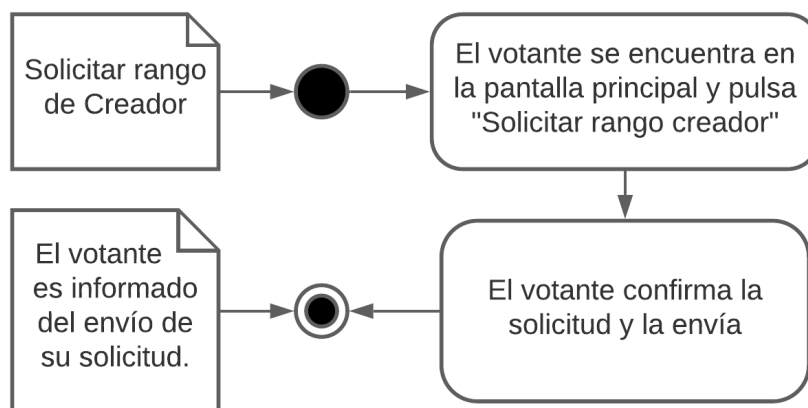 Solicitar rango
de Creador
El votante se encuentra en
la pantalla principal y pulsa
"Solicitar rango creador"
El votante
es informado
del envío de
su solicitud.
El votante confirma la
solicitud y la envía